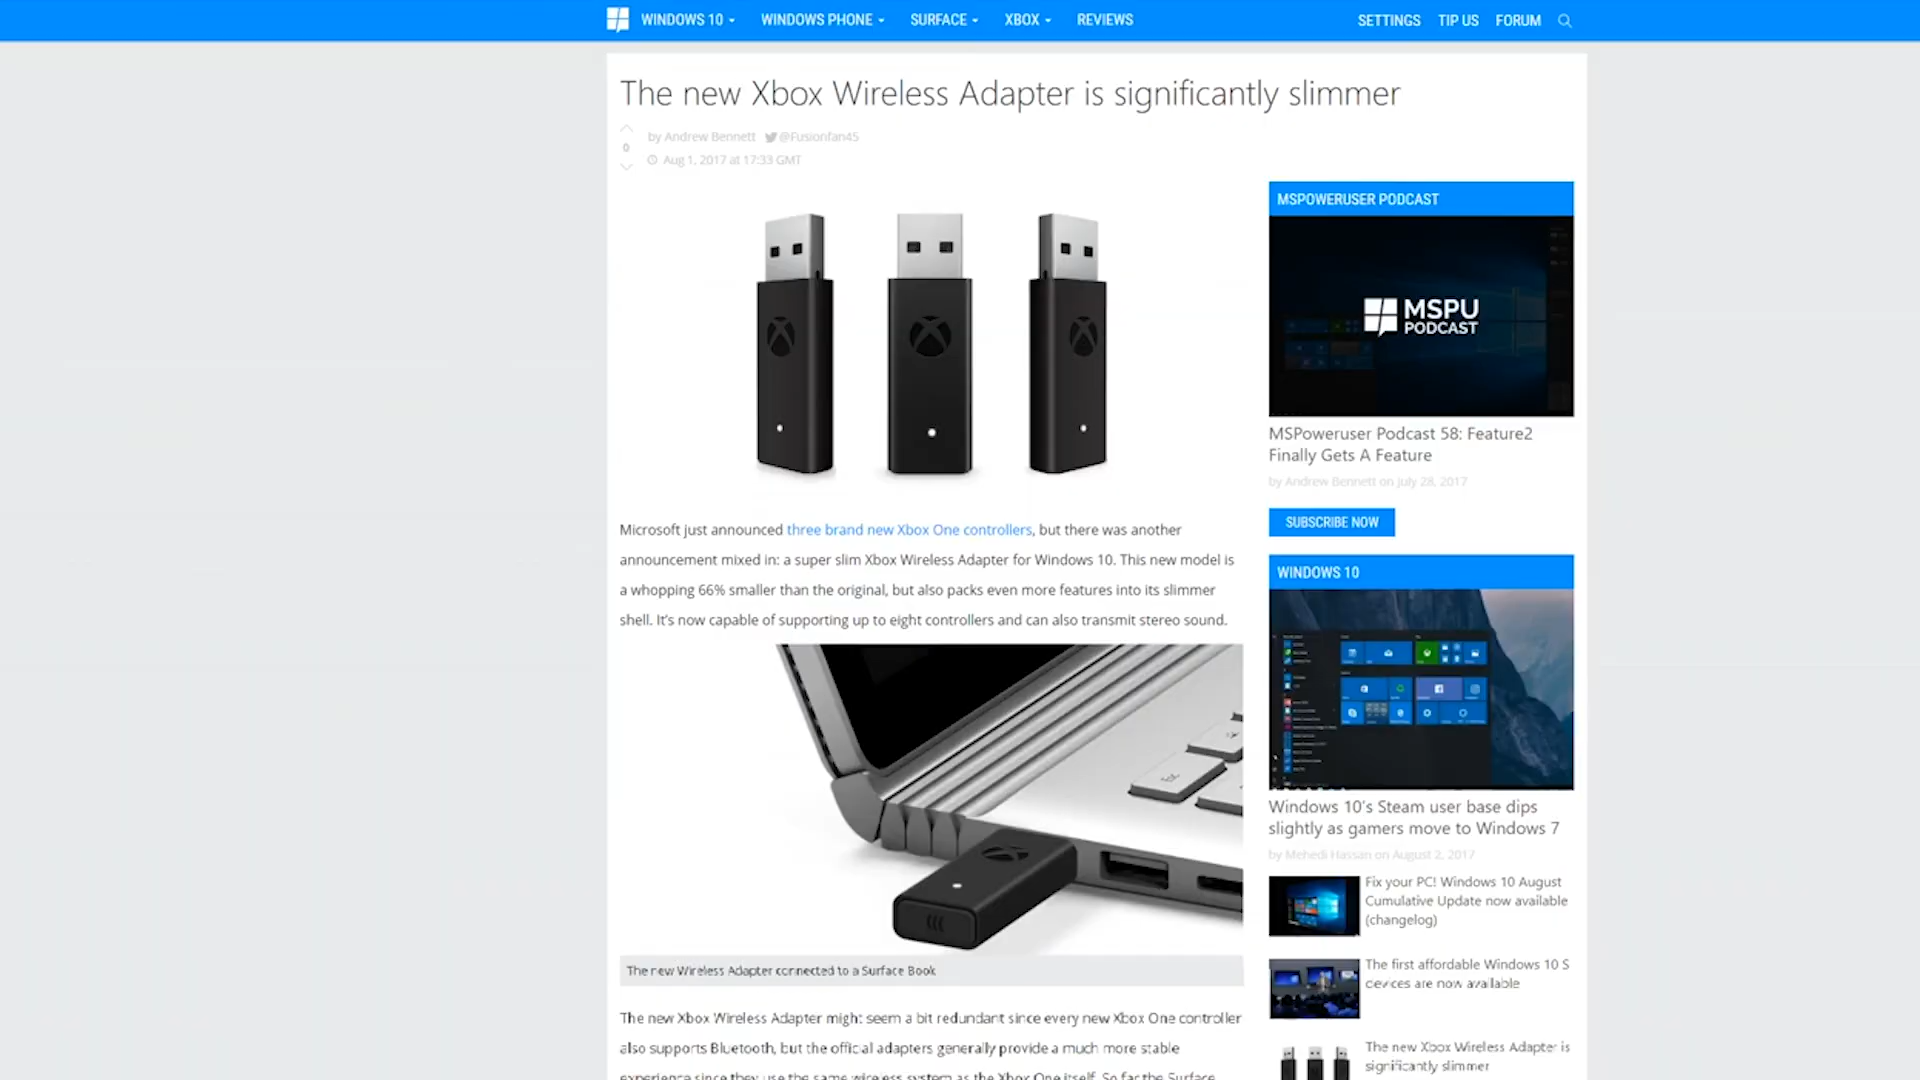 WINDOWS 10
WINDOWS PHONE
SURFACE
XBOX
REVIEWS
SETTINGS
TIP US
FORUM
The new Xbox Wireless Adapter is significantly slimmer
0
by Andrew Bennett @Fusionfan45
Aug 1, 2017 at 17:33 GMT
Microsoft just announced three brand new Xbox One controllers, but there was another
announcement mixed in: a super slim Xbox Wireless Adapter for Windows 10. This new model is
a whopping 66% smaller than the original, but also packs even more features into its slimmer
shell. It's now capable of supporting up to eight controllers and can also transmit stereo sound.
Esc
The new Wireless Adapter connected to a Surface Book
The new Xbox Wireless Adapter might seem a bit redundant since every new Xbox One controller
also supports Bluetooth, but the official adapters generally provide a much more stable
experience since they use the same wireless system as the Xbox One itself. So far the Surface
MSPOWERUSER PODCAST
MSPU
PODCAST
MSPoweruser Podcast 58: Feature2
Finally Gets A Feature
by Andrew Bennett on July 28, 2017
SUBSCRIBE NOW
WINDOWS 10
Windows 10's Steam user base dips
slightly as gamers move to Windows 7
by Mehedi Hassan on August 2, 2017
Fix your PC! Windows 10 August
Cumulative Update now available
(changelog)
The first affordable Windows 10 S
devices are now available
The new Xbox Wireless Adapter is
significantly slimmer